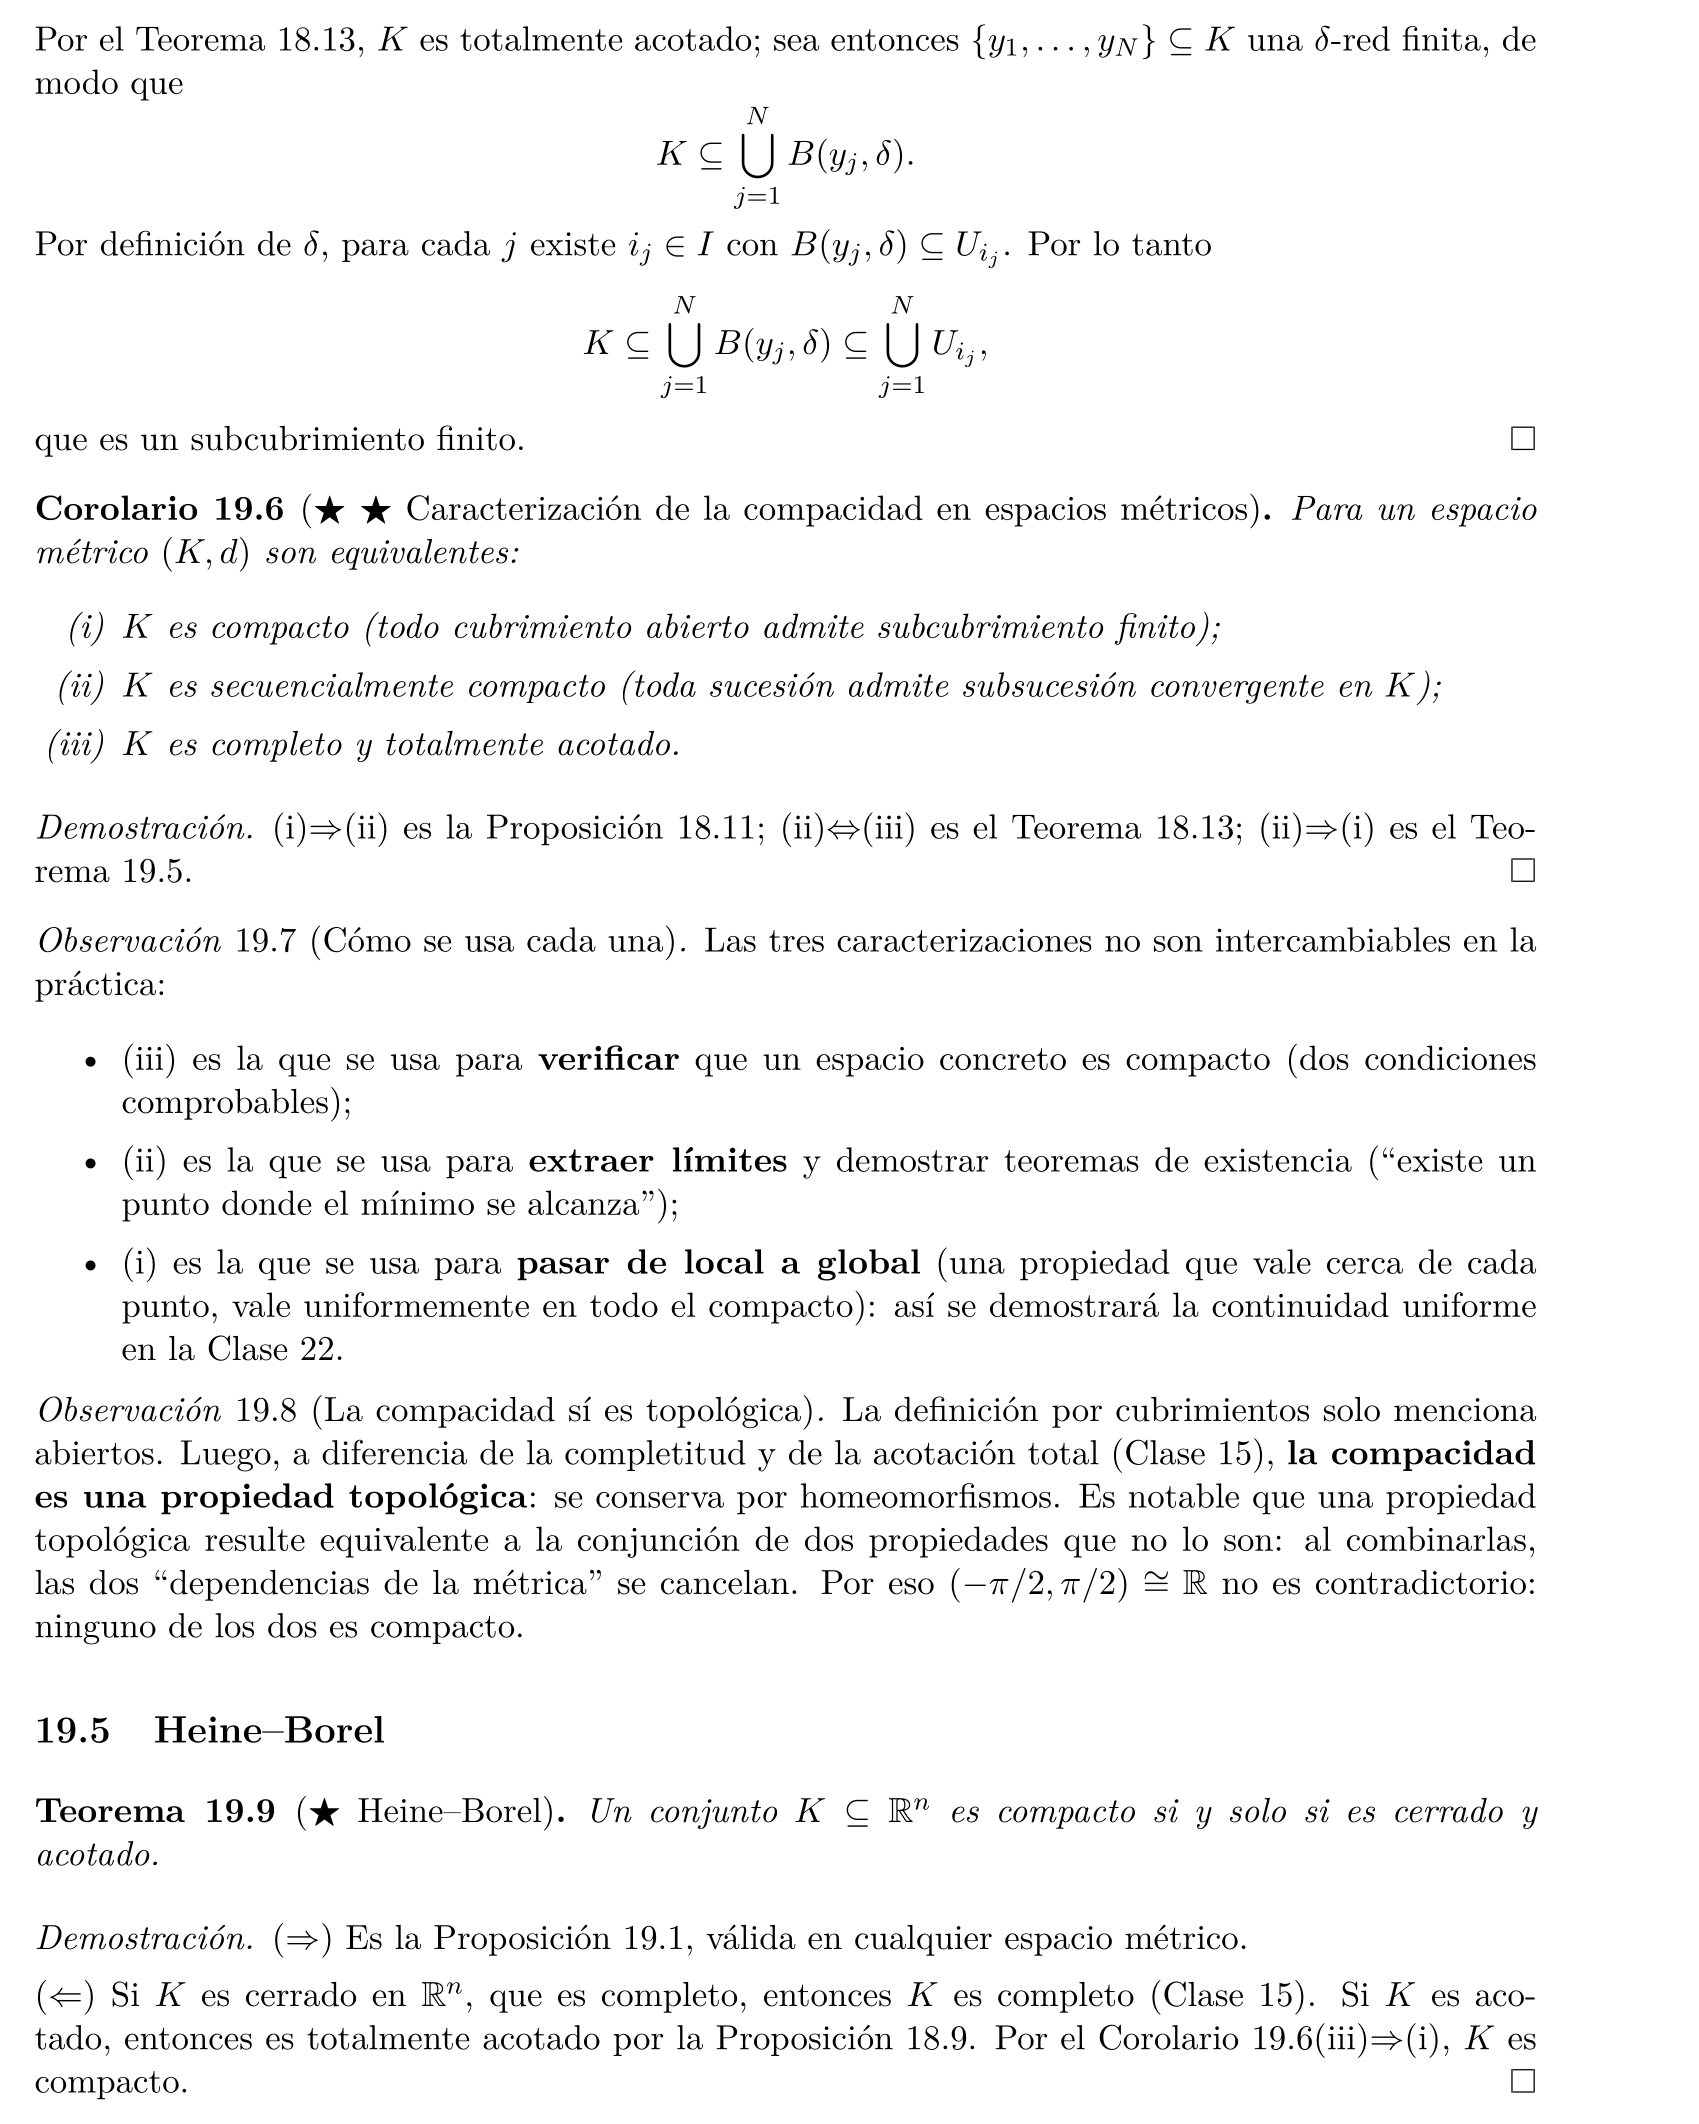 Por el Teorema 18.13, K es totalmente acotado; sea entonces {y₁, . . . , y_N} ⊆ K una δ-red finita, de
modo que
K ⊆ ⋃_{j=1}^{N} B(y_j, δ).
Por definición de δ, para cada j existe i_j ∈ I con B(y_j, δ) ⊆ U_{i_j}. Por lo tanto
K ⊆ ⋃_{j=1}^{N} B(y_j, δ) ⊆ ⋃_{j=1}^{N} U_{i_j},
que es un subcubrimiento finito. □
Corolario 19.6 (★ ★ Caracterización de la compacidad en espacios métricos). Para un espacio
métrico (K, d) son equivalentes:
(i) K es compacto (todo cubrimiento abierto admite subcubrimiento finito);
(ii) K es secuencialmente compacto (toda sucesión admite subsucesión convergente en K);
(iii) K es completo y totalmente acotado.
Demostración. (i)⇒(ii) es la Proposición 18.11; (ii)⇔(iii) es el Teorema 18.13; (ii)⇒(i) es el Teo-
rema 19.5. □
Observación 19.7 (Cómo se usa cada una). Las tres caracterizaciones no son intercambiables en la
práctica:
• (iii) es la que se usa para verificar que un espacio concreto es compacto (dos condiciones
comprobables);
• (ii) es la que se usa para extraer límites y demostrar teoremas de existencia (“existe un
punto donde el mínimo se alcanza”);
• (i) es la que se usa para pasar de local a global (una propiedad que vale cerca de cada
punto, vale uniformemente en todo el compacto): así se demostrará la continuidad uniforme
en la Clase 22.
Observación 19.8 (La compacidad sí es topológica). La definición por cubrimientos solo menciona
abiertos. Luego, a diferencia de la completitud y de la acotación total (Clase 15), la compacidad
es una propiedad topológica: se conserva por homeomorfismos. Es notable que una propiedad
topológica resulte equivalente a la conjunción de dos propiedades que no lo son: al combinarlas,
las dos “dependencias de la métrica” se cancelan. Por eso (−π/2, π/2) ≅ ℝ no es contradictorio:
ninguno de los dos es compacto.
19.5 Heine–Borel
Teorema 19.9 (★ Heine–Borel). Un conjunto K ⊆ ℝⁿ es compacto si y solo si es cerrado y
acotado.
Demostración. (⇒) Es la Proposición 19.1, válida en cualquier espacio métrico.
(⇐) Si K es cerrado en ℝⁿ, que es completo, entonces K es completo (Clase 15). Si K es aco-
tado, entonces es totalmente acotado por la Proposición 18.9. Por el Corolario 19.6(iii)⇒(i), K es
compacto. □